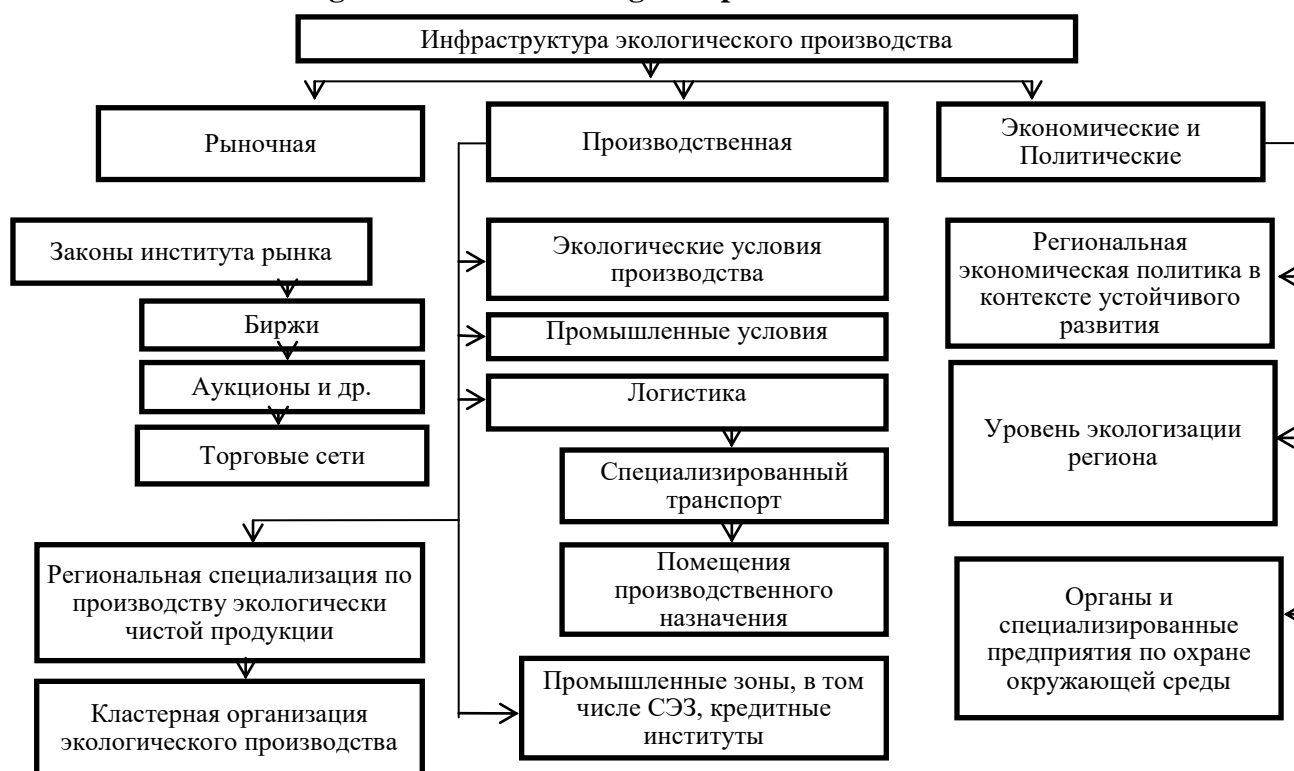 Инфраструктура экологического производства
Рыночная
Производственная
Экономические и
Политические
Законы института рынка
Биржи
Аукционы и др.
Торговые сети
Экологические условия
производства
Промышленные условия
Логистика
Специализированный
транспорт
Помещения
производственного
назначения
Промышленные зоны, в том
числе СЭЗ, кредитные
институты
Региональная специализация по
производству экологически
чистой продукции
Кластерная организация
экологического производства
Региональная
экономическая политика в
контексте устойчивого
развития
Уровень экологизации
региона
Органы и
специализированные
предприятия по охране
окружающей среды